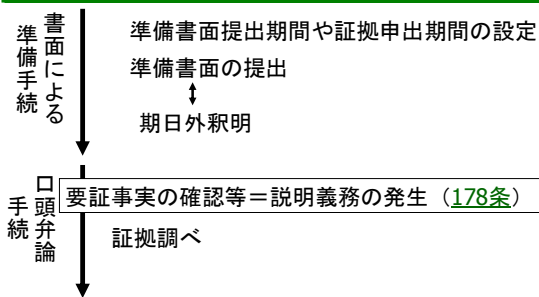 書面による
準備手続
準備書面提出期間や証拠申出期間の設定
準備書面の提出
期日外釈明
口頭弁論
手続
要証事実の確認等＝説明義務の発生（178条）
証拠調べ